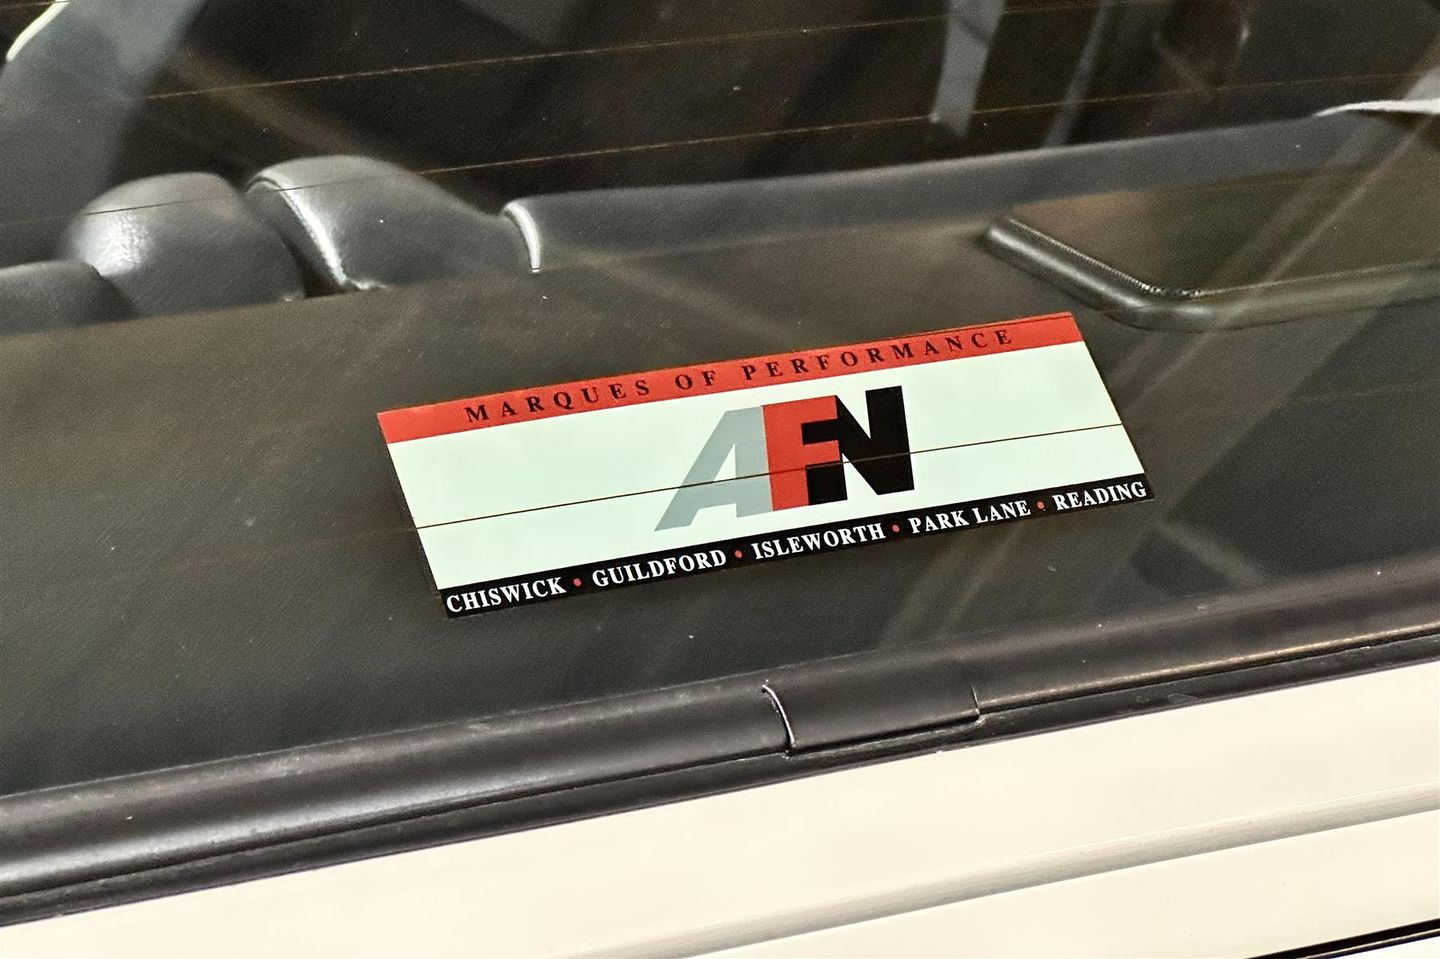 MARQUES OF PERFORMANCE
AFN
CHISWICK • GUILDFORD • ISLEWORTH • PARK LANE • READING